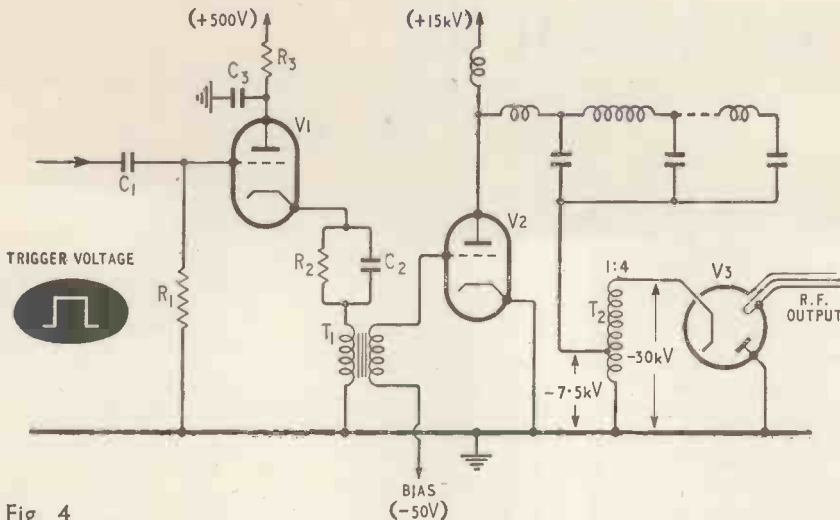 (+500V)
(+15kV)
R3
C3
V1
C1
V2
TRIGGER VOLTAGE
R1
R2
C2
T1
1:4
V3
T2
R.F.
OUTPUT
-30kV
-7·5kV
BIAS
(-50V)
Fig. 4